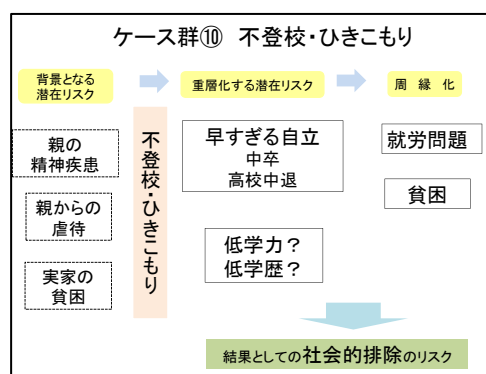 ケース群⑩ 不登校・ひきこもり
背景となる
潜在リスク
重層化する潜在リスク
周 縁 化
親の
精神疾患
親からの
虐待
実家の
貧困
不登校・ひきこもり
早すぎる自立
中卒
高校中退
低学力？
低学歴？
就労問題
貧困
結果としての社会的排除のリスク